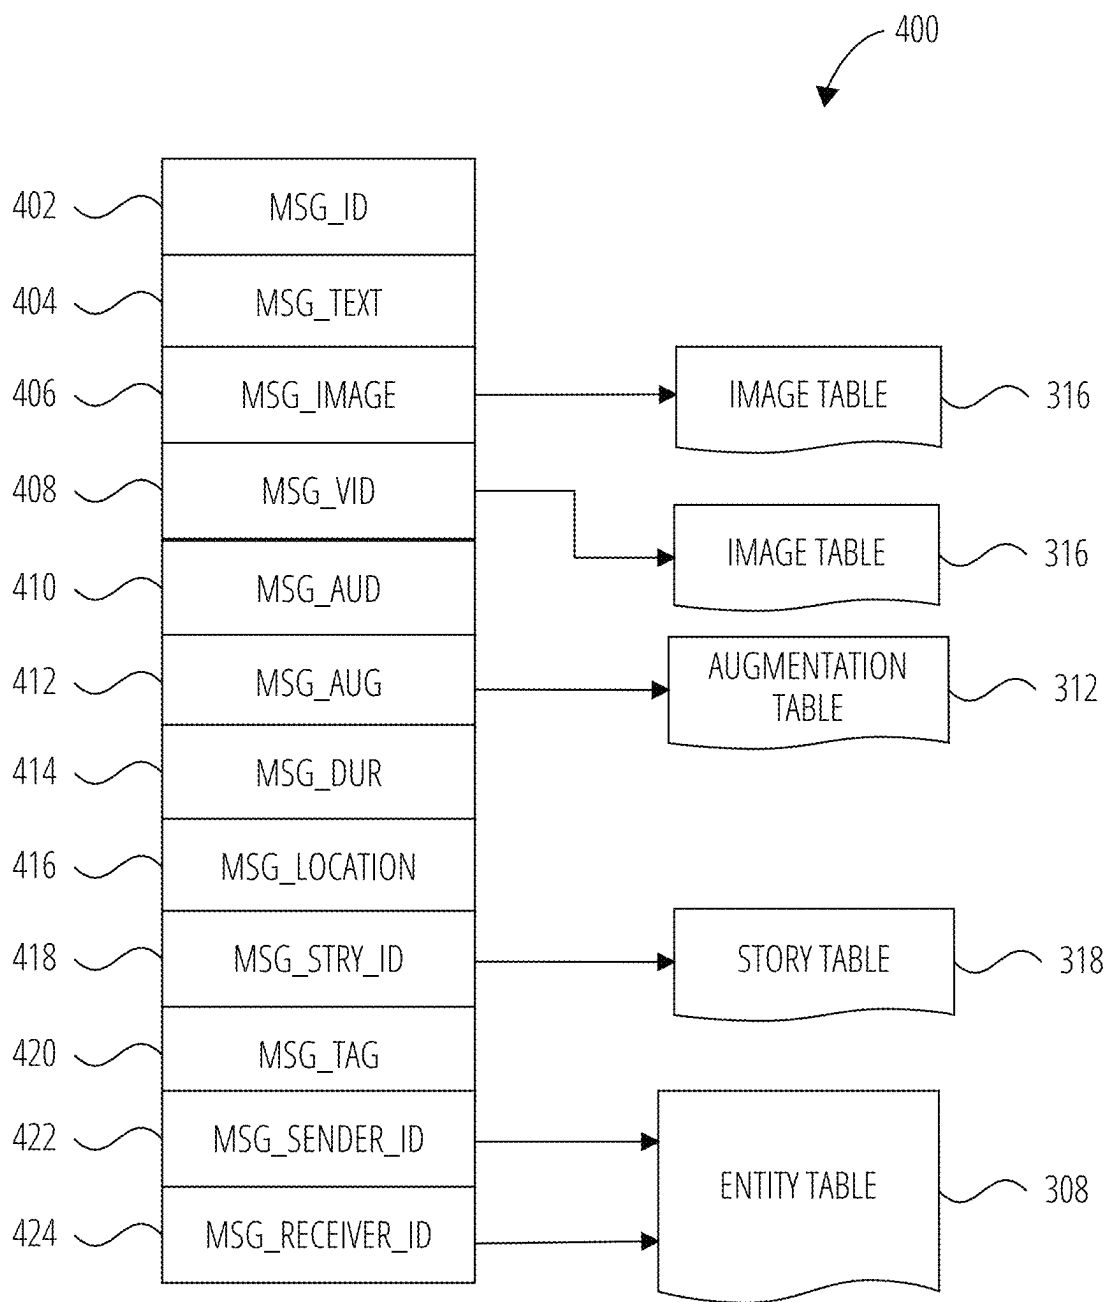 400
402 MSG_ID
404 MSG_TEXT
406 MSG_IMAGE IMAGE TABLE 316
408 MSG_VID
IMAGE TABLE 316
410 MSG_AUD
412 MSG_AUG AUGMENTATION
TABLE 312
414 MSG_DUR
416 MSG_LOCATION
418 MSG_STRY_ID STORY TABLE 318
420 MSG_TAG
422 MSG_SENDER_ID
ENTITY TABLE 308
424 MSG_RECEIVER_ID